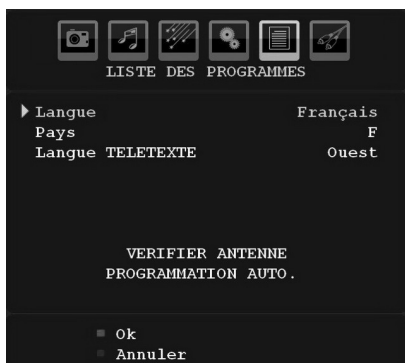 LISTE DES PROGRAMMES
Langue Français
Pays F
Langue TELETEXTE Ouest
VERIFIER ANTENNE
PROGRAMMATION AUTO.
Ok
Annuler